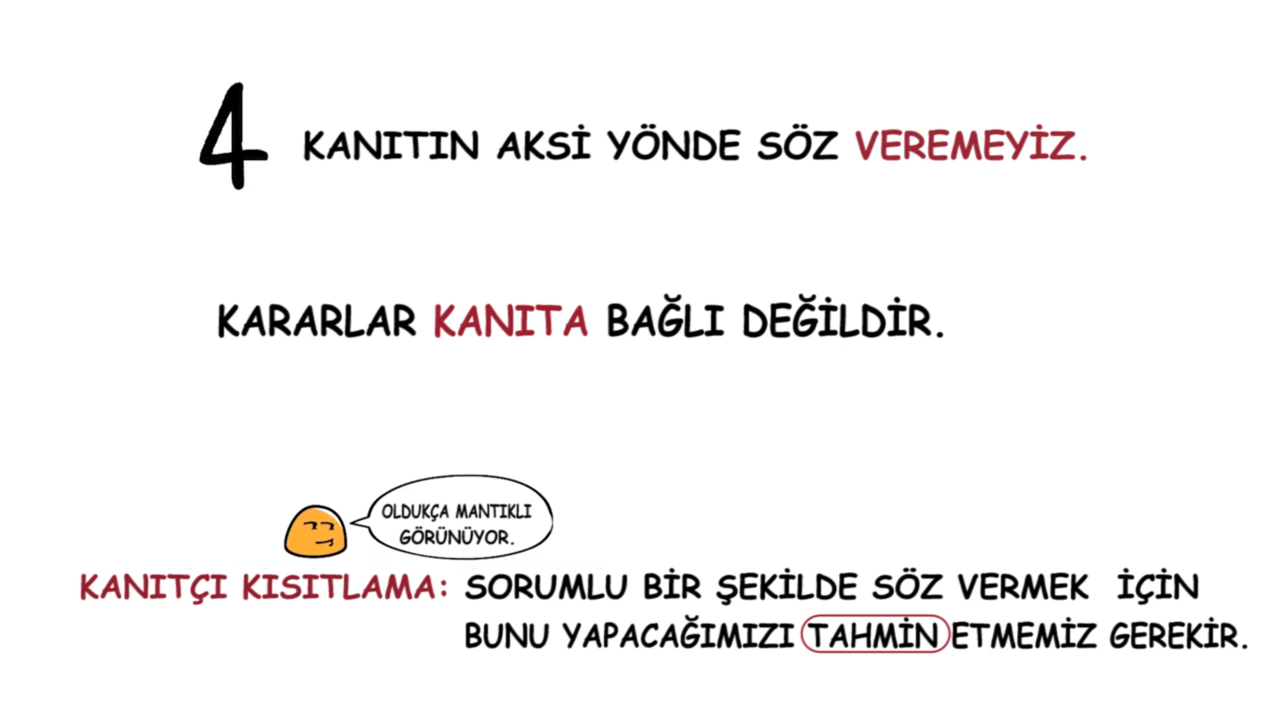 4 KANITIN AKSİ YÖNDE SÖZ VEREMEYİZ.
KARARLAR KANITA BAĞLI DEĞİLDİR.
OLDUKÇA MANTIKLI
GÖRÜNÜYOR.
KANITÇI KISITLAMA: SORUMLU BİR ŞEKİLDE SÖZ VERMEK İÇİN
BUNU YAPACAĞIMIZI TAHMİN ETMEMİZ GEREKİR.